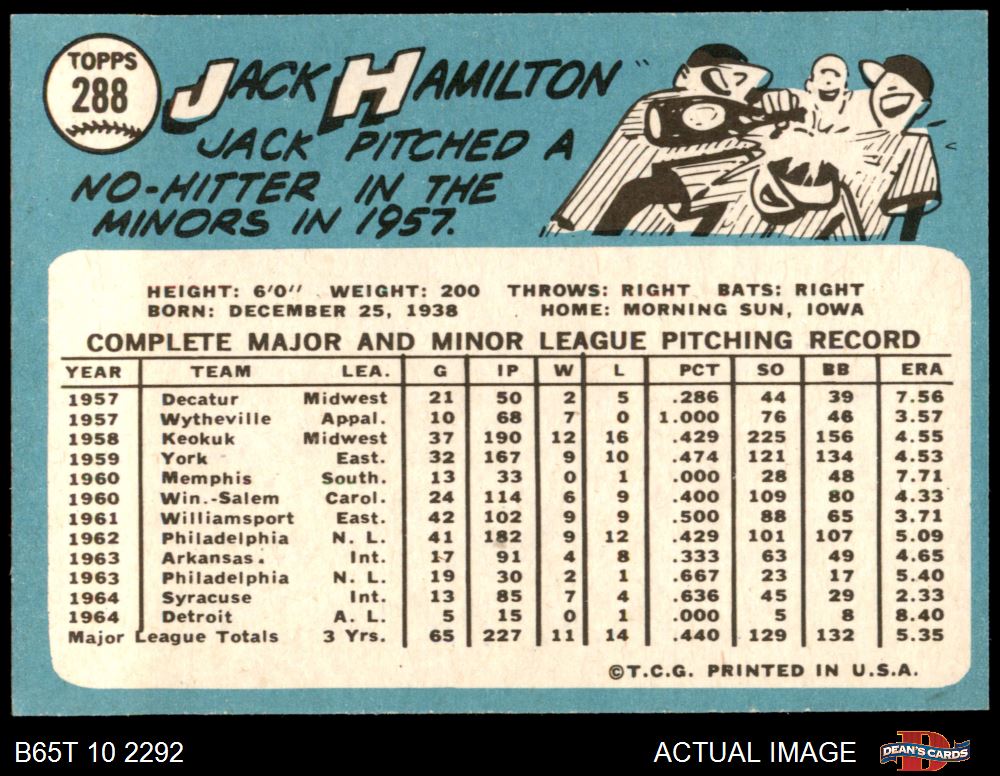 TOPPS
288
JACK HAMILTON
JACK PITCHED A
NO-HITTER IN THE
MINORS IN 1957.
HEIGHT: 6'0" WEIGHT: 200 THROWS: RIGHT BATS: RIGHT
BORN: DECEMBER 25, 1938 HOME: MORNING SUN, IOWA
COMPLETE MAJOR AND MINOR LEAGUE PITCHING RECORD
YEAR TEAM LEA. G IP W L PCT SO BB ERA
1957 Decatur Midwest 21 50 2 5 .286 44 39 7.56
1957 Wytheville Appal. 10 68 7 0 1.000 76 46 3.57
1958 Keokuk Midwest 37 190 12 16 .429 225 156 4.55
1959 York East. 32 167 9 10 .474 121 134 4.53
1960 Memphis South. 13 33 0 1 .000 28 48 7.71
1960 Win.-Salem Carol. 24 114 6 9 .400 109 80 4.33
1961 Williamsport East. 42 102 9 9 .500 88 65 3.71
1962 Philadelphia N. L. 41 182 9 12 .429 101 107 5.09
1963 Arkansas. Int. 17 91 4 8 .333 63 49 4.65
1963 Philadelphia N. L. 19 30 2 1 .667 23 17 5.40
1964 Syracuse Int. 13 85 7 4 .636 45 29 2.33
1964 Detroit A. L. 5 15 0 1 .000 5 8 8.40
Major League Totals 3 Yrs. 65 227 11 14 .440 129 132 5.35
©T.C.G. PRINTED IN U.S.A.
B65T 10 2292 ACTUAL IMAGE DEAN'S CARDS